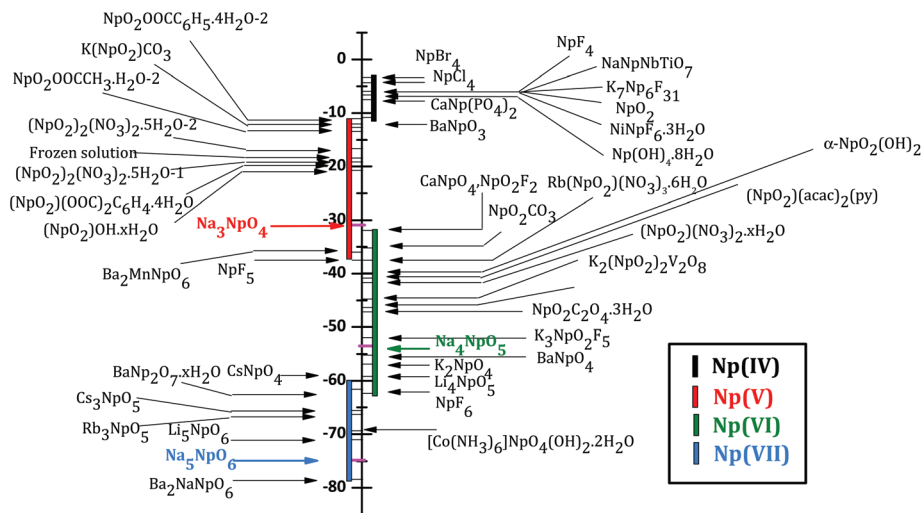 NpO2OOCC6H5.4H2O-2
K(NpO2)CO3
NpO2OOCCH3.H2O-2
(NpO2)2(NO3)2.5H2O-2
Frozen solution
(NpO2)2(NO3)2.5H2O-1
(NpO2)(OOC)2C6H4.4H2O
(NpO2)OH.xH2O
Na3NpO4
Ba2MnNpO6
NpF5
BaNp2O7.xH2O
CsNpO4
Cs3NpO5
Rb3NpO5
Li5NpO6
Na5NpO6
Ba2NaNpO6
0
-10
-20
-30
-40
-50
-60
-70
-80
NpBr4
NpCl4
CaNp(PO4)2
BaNpO3
NpF4
NaNpNbTiO7
K7Np6F31
NpO2
NiNpF6.3H2O
Np(OH)4.8H2O
α-NpO2(OH)2
CaNpO4,NpO2F2
Rb(NpO2)(NO3)3.6H2O
(NpO2)(acac)2(py)
NpO2CO3
(NpO2)(NO3)2.xH2O
K2(NpO2)2V2O8
NpO2C2O4.3H2O
K3NpO2F5
Na4NpO5
BaNpO4
K2NpO4
Li4NpO5
NpF6
[Co(NH3)6]NpO4(OH)2.2H2O
Np(IV)
Np(V)
Np(VI)
Np(VII)